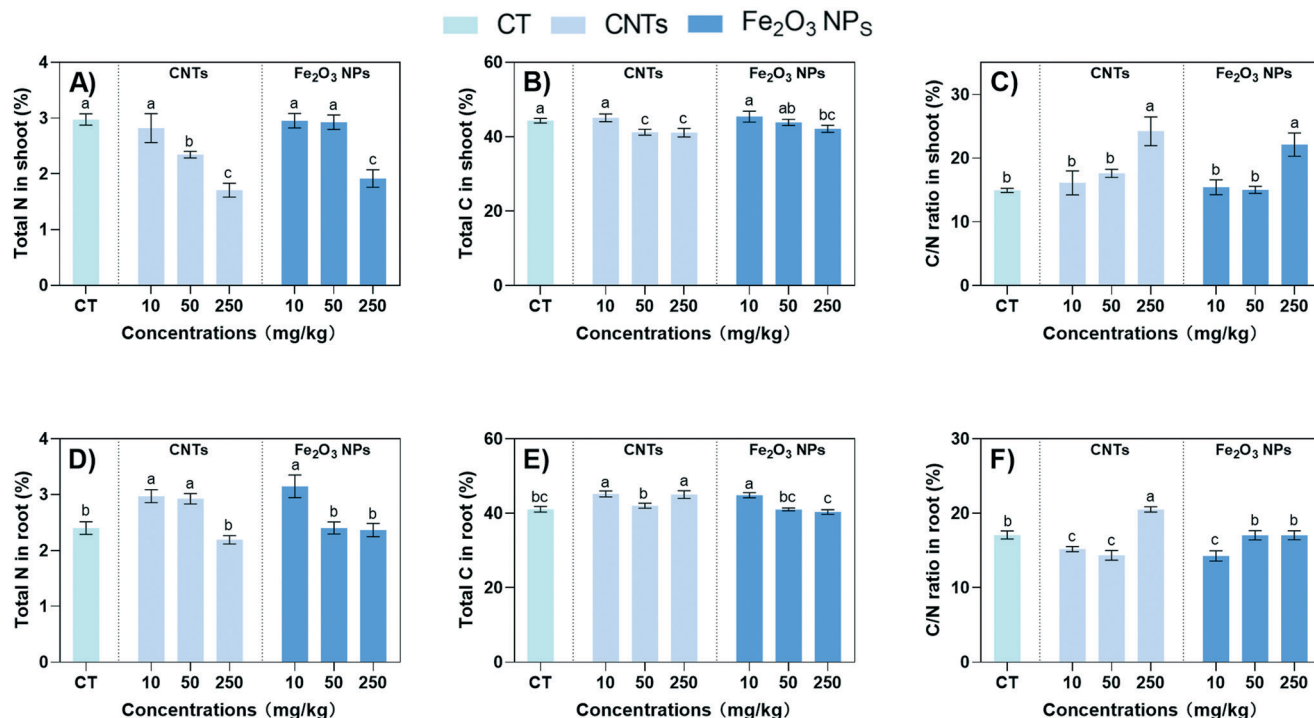 CT CNTs Fe₂O₃ NPₛ
A)
CNTs Fe₂O₃ NPs
Total N in shoot (%)
4
3
2
1
0
a a b c a a c
CT 10 50 250 10 50 250
Concentrations（mg/kg)
B)
CNTs Fe₂O₃ NPs
Total C in shoot (%)
60
40
20
0
a a c c a ab bc
CT 10 50 250 10 50 250
Concentrations（mg/kg)
C)
CNTs Fe₂O₃ NPs
C/N ratio in shoot (%)
30
20
10
0
b b b a b b a
CT 10 50 250 10 50 250
Concentrations（mg/kg)
D)
CNTs Fe₂O₃ NPs
Total N in root (%)
4
3
2
1
0
b a a b a b b
CT 10 50 250 10 50 250
Concentrations（mg/kg)
E)
CNTs Fe₂O₃ NPs
Total C in root (%)
60
40
20
0
bc a b a a bc c
CT 10 50 250 10 50 250
Concentrations（mg/kg)
F)
CNTs Fe₂O₃ NPs
C/N ratio in root (%)
30
20
10
0
b c c a c b b
CT 10 50 250 10 50 250
Concentrations（mg/kg)